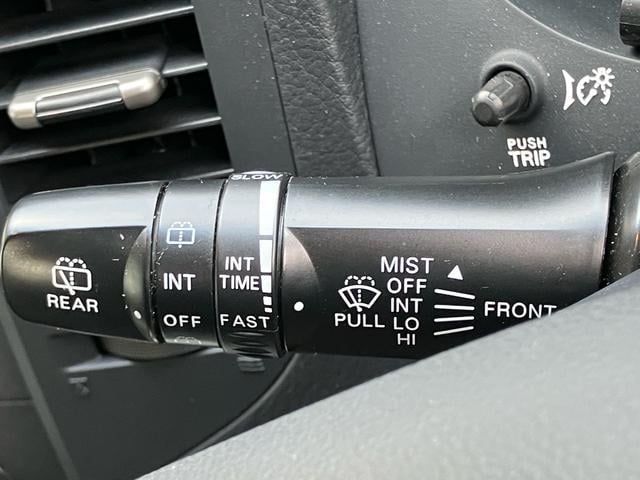 PUSH
TRIP
SLOW
INT
TIME
FAST
REAR
INT
OFF
MIST
OFF
INT
LO
HI
FRONT
PULL